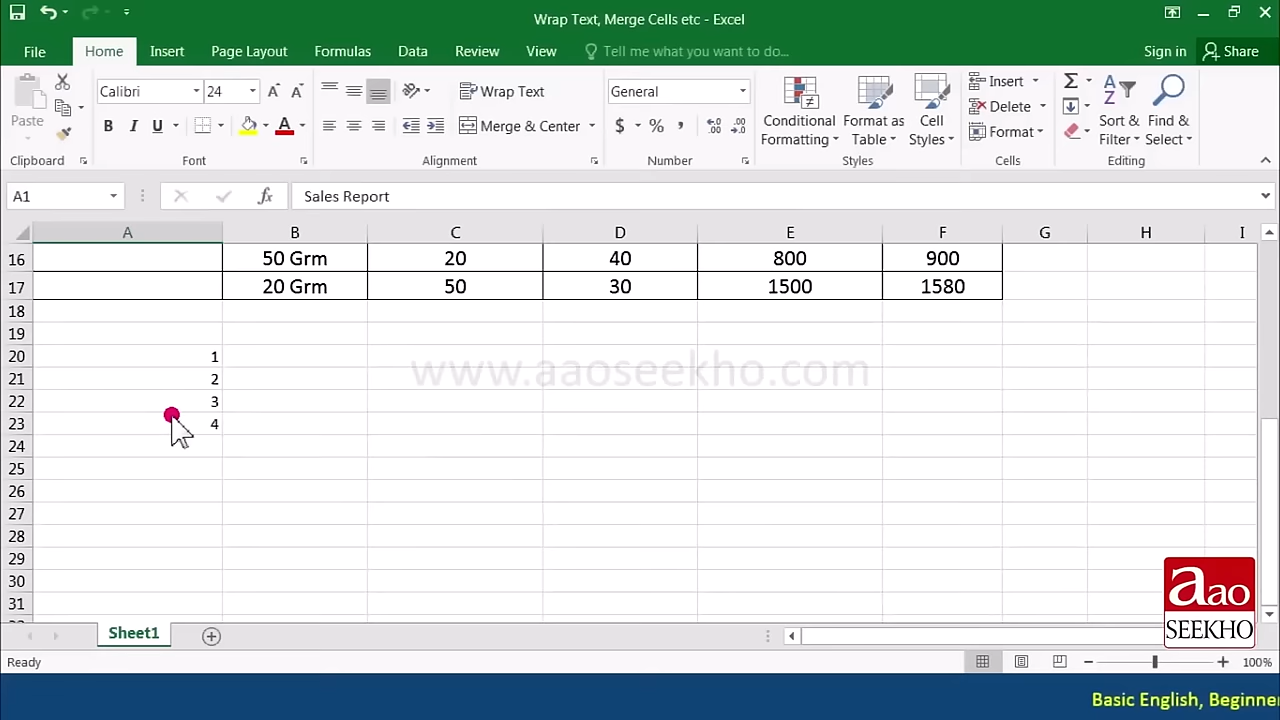 Wrap Text, Merge Cells etc - Excel
File Home Insert Page Layout Formulas Data Review View Tell me what you want to do... Sign in Share
Paste Calibri 24 Wrap Text General Conditional Formatting Format as Table Cell Styles Insert Σ Sort & Filter Find & Select
B I U Merge & Center $ % , Delete
Format
Clipboard Font Alignment Number Styles Cells Editing
A1 fx Sales Report
A B C D E F G H I
16 50 Grm 20 40 800 900
17 20 Grm 50 30 1500 1580
18
19
20 1
www.aaoseekho.com
21 2
22 3
23 4
24
25
26
27
28
29
30
31
aao
SEEKHO
Sheet1
Ready 100%
Basic English, Beginner